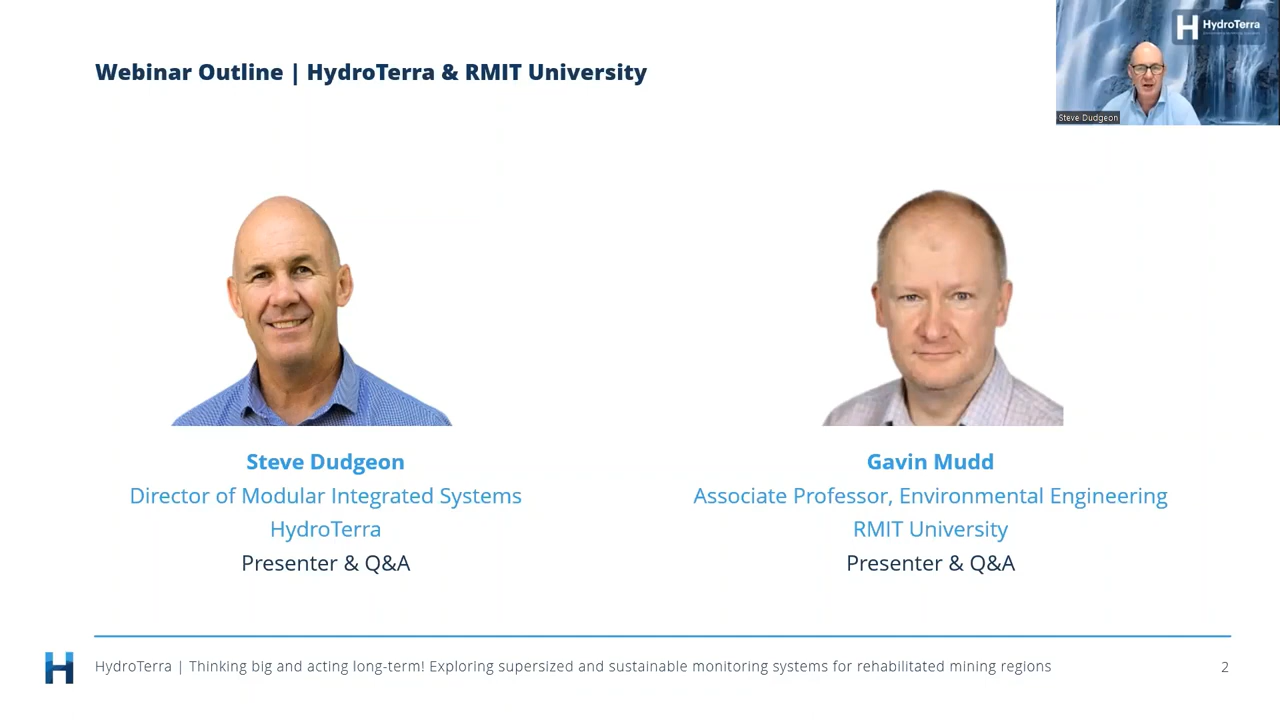 Webinar Outline | HydroTerra & RMIT University
HydroTerra
Steve Dudgeon
Steve Dudgeon
Director of Modular Integrated Systems
HydroTerra
Presenter & Q&A
Gavin Mudd
Associate Professor, Environmental Engineering
RMIT University
Presenter & Q&A
HydroTerra | Thinking big and acting long-term! Exploring supersized and sustainable monitoring systems for rehabilitated mining regions
2